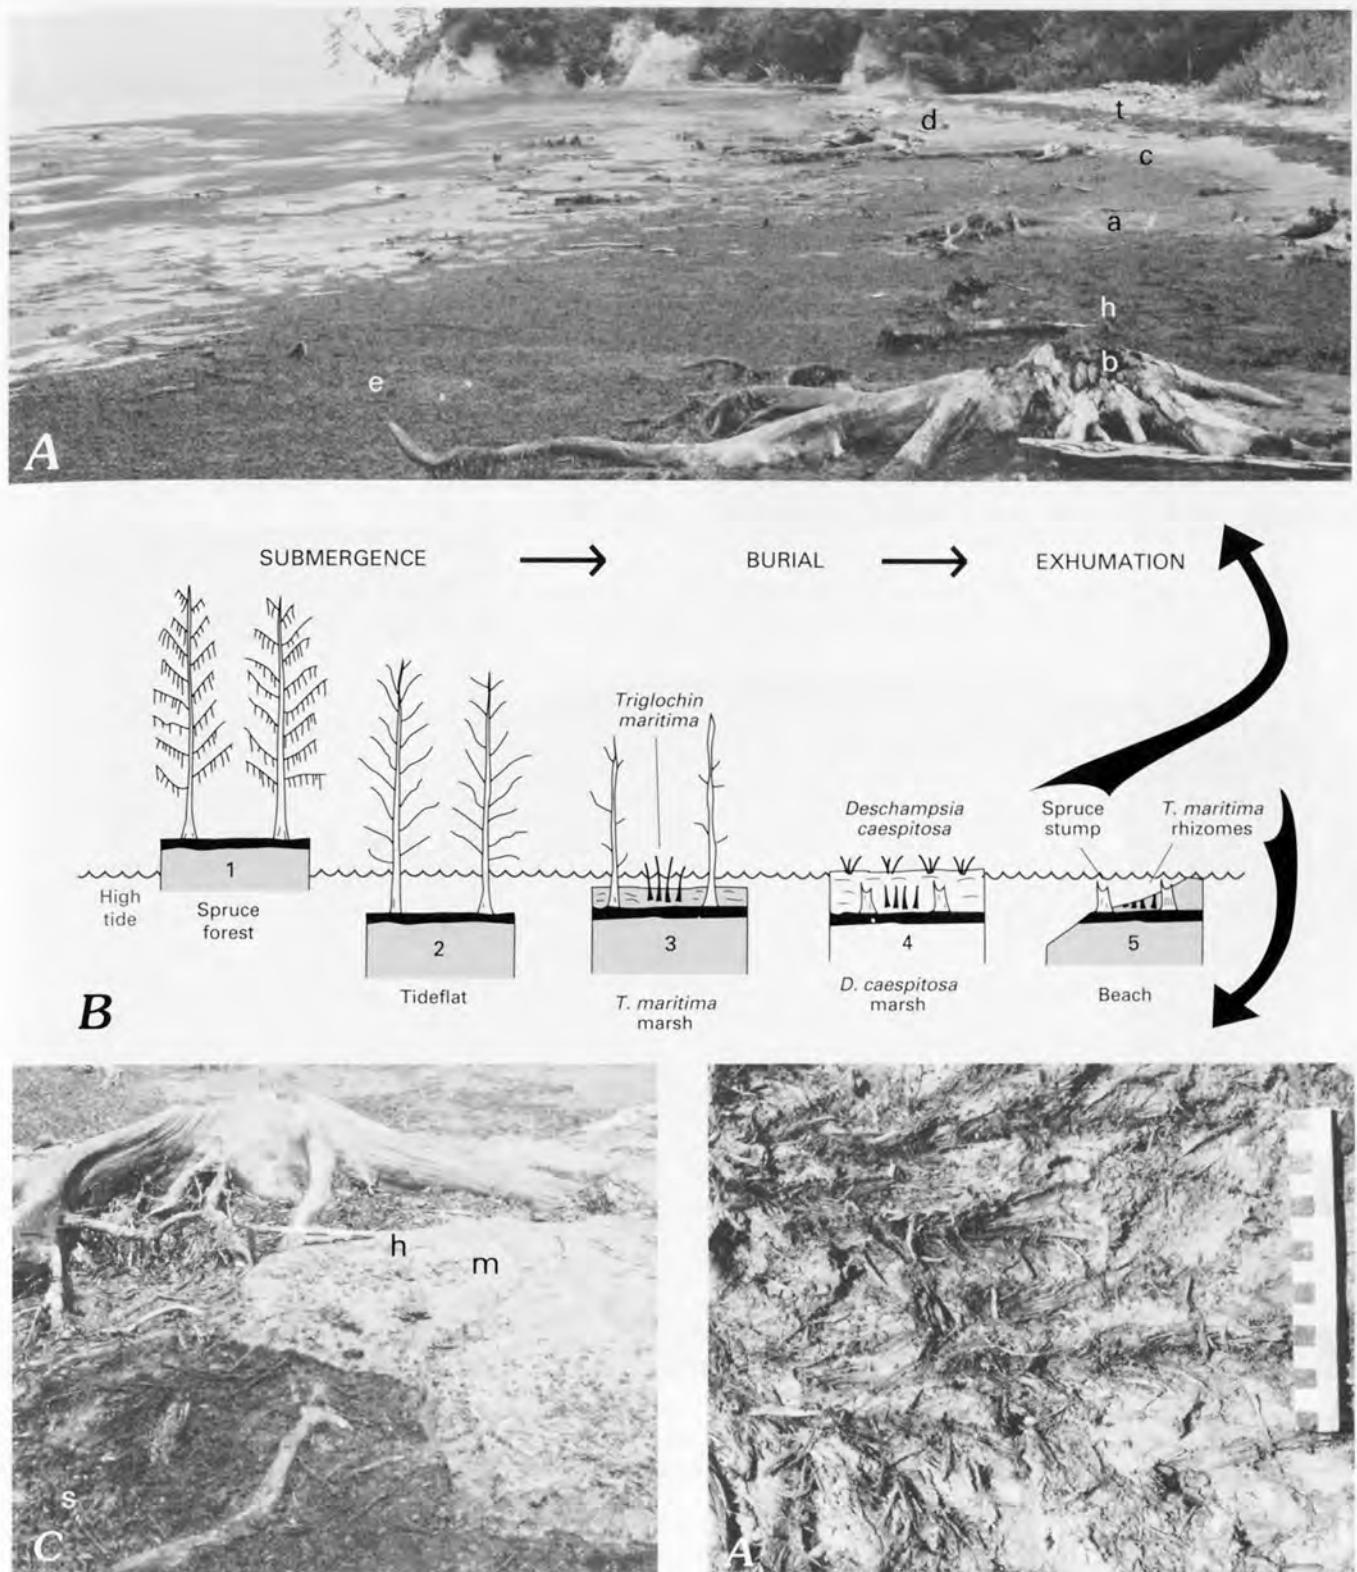 d
t
c
a
h
b
e
A
SUBMERGENCE
BURIAL
EXHUMATION
Triglochin
maritima
Deschampsia
caespitosa
Spruce
stump
T. maritima
rhizomes
High
tide
1
Spruce
forest
2
Tideflat
3
T. maritima
marsh
4
D. caespitosa
marsh
5
Beach
B
h
m
s
C
A